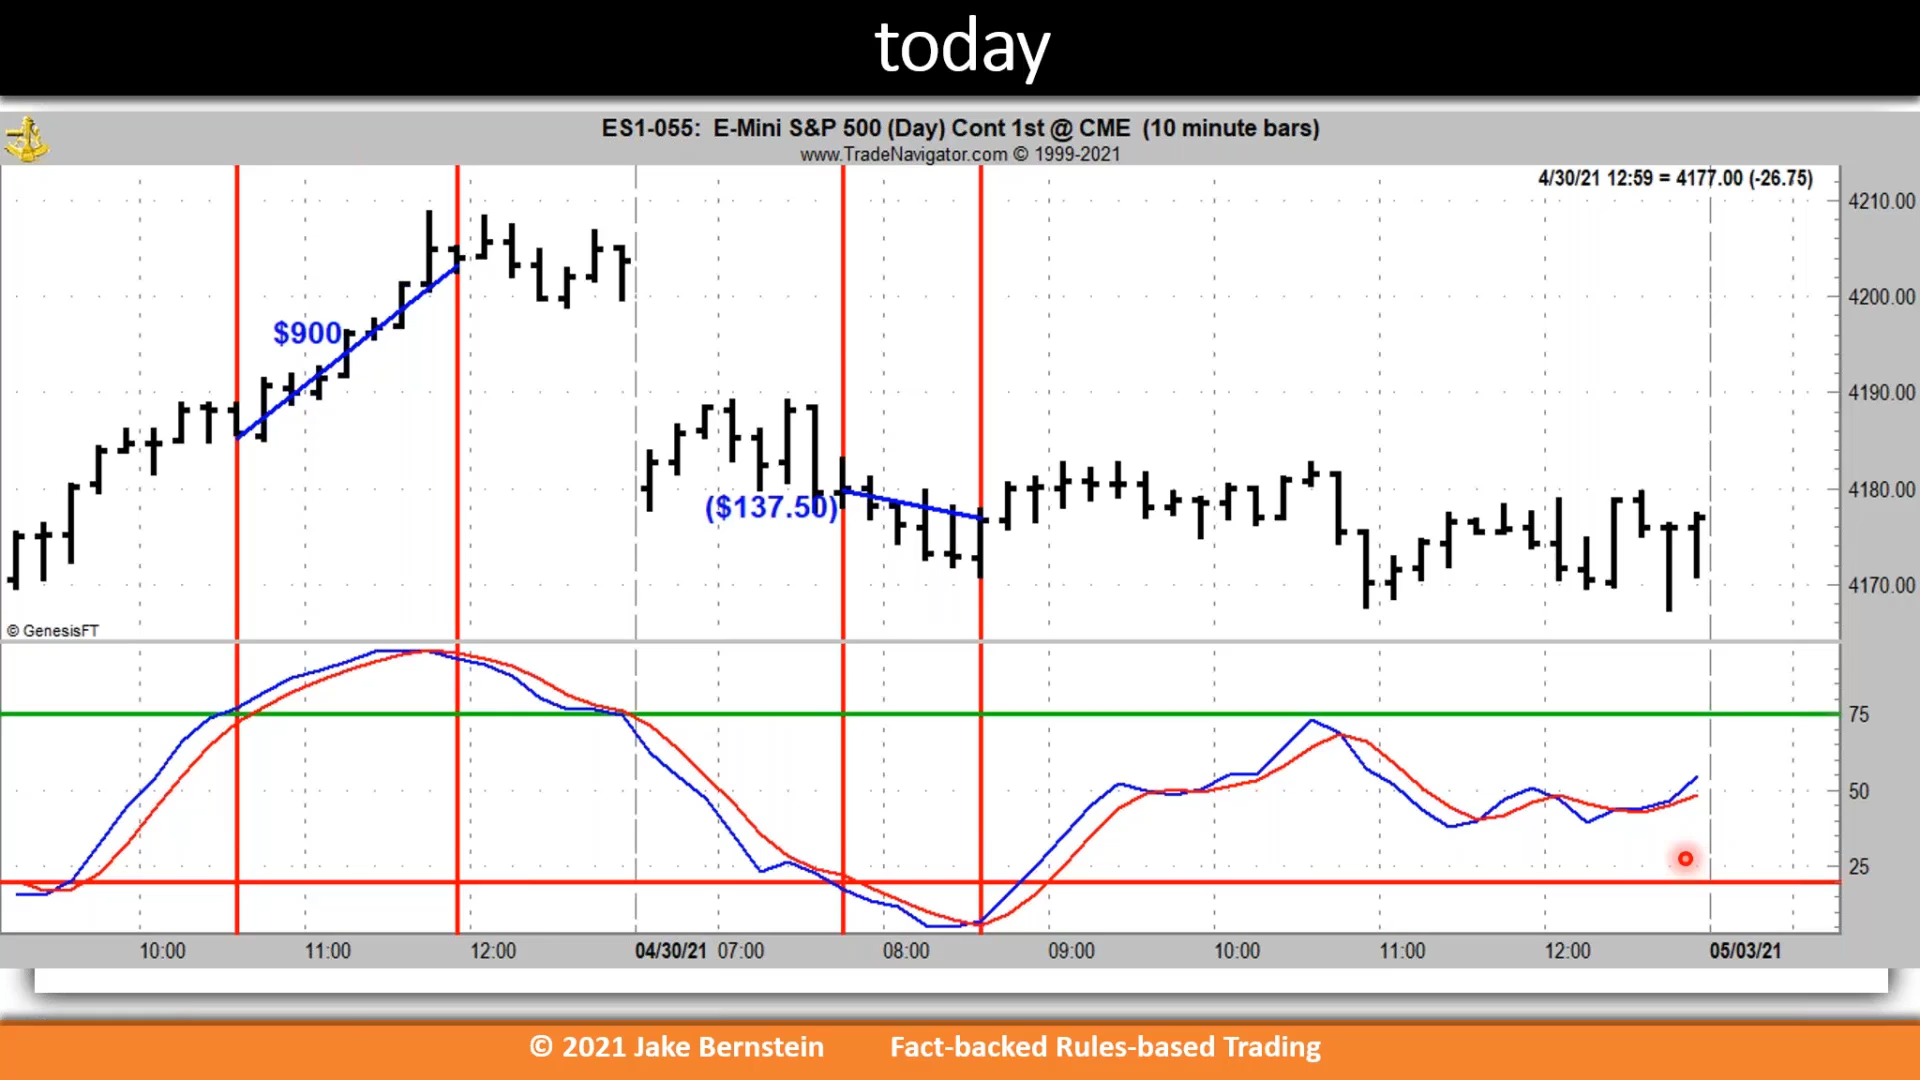 today
ES1-055: E-Mini S&P 500 (Day) Cont 1st @ CME (10 minute bars)
www.TradeNavigator.com © 1999-2021
4/30/21 12:59 = 4177.00 (-26.75)
4210.00
4200.00
$900
4190.00
4180.00
($137.50)
4170.00
© GenesisFT
75
50
25
10:00 11:00 12:00 04/30/21 07:00 08:00 09:00 10:00 11:00 12:00 05/03/21
© 2021 Jake Bernstein Fact-backed Rules-based Trading